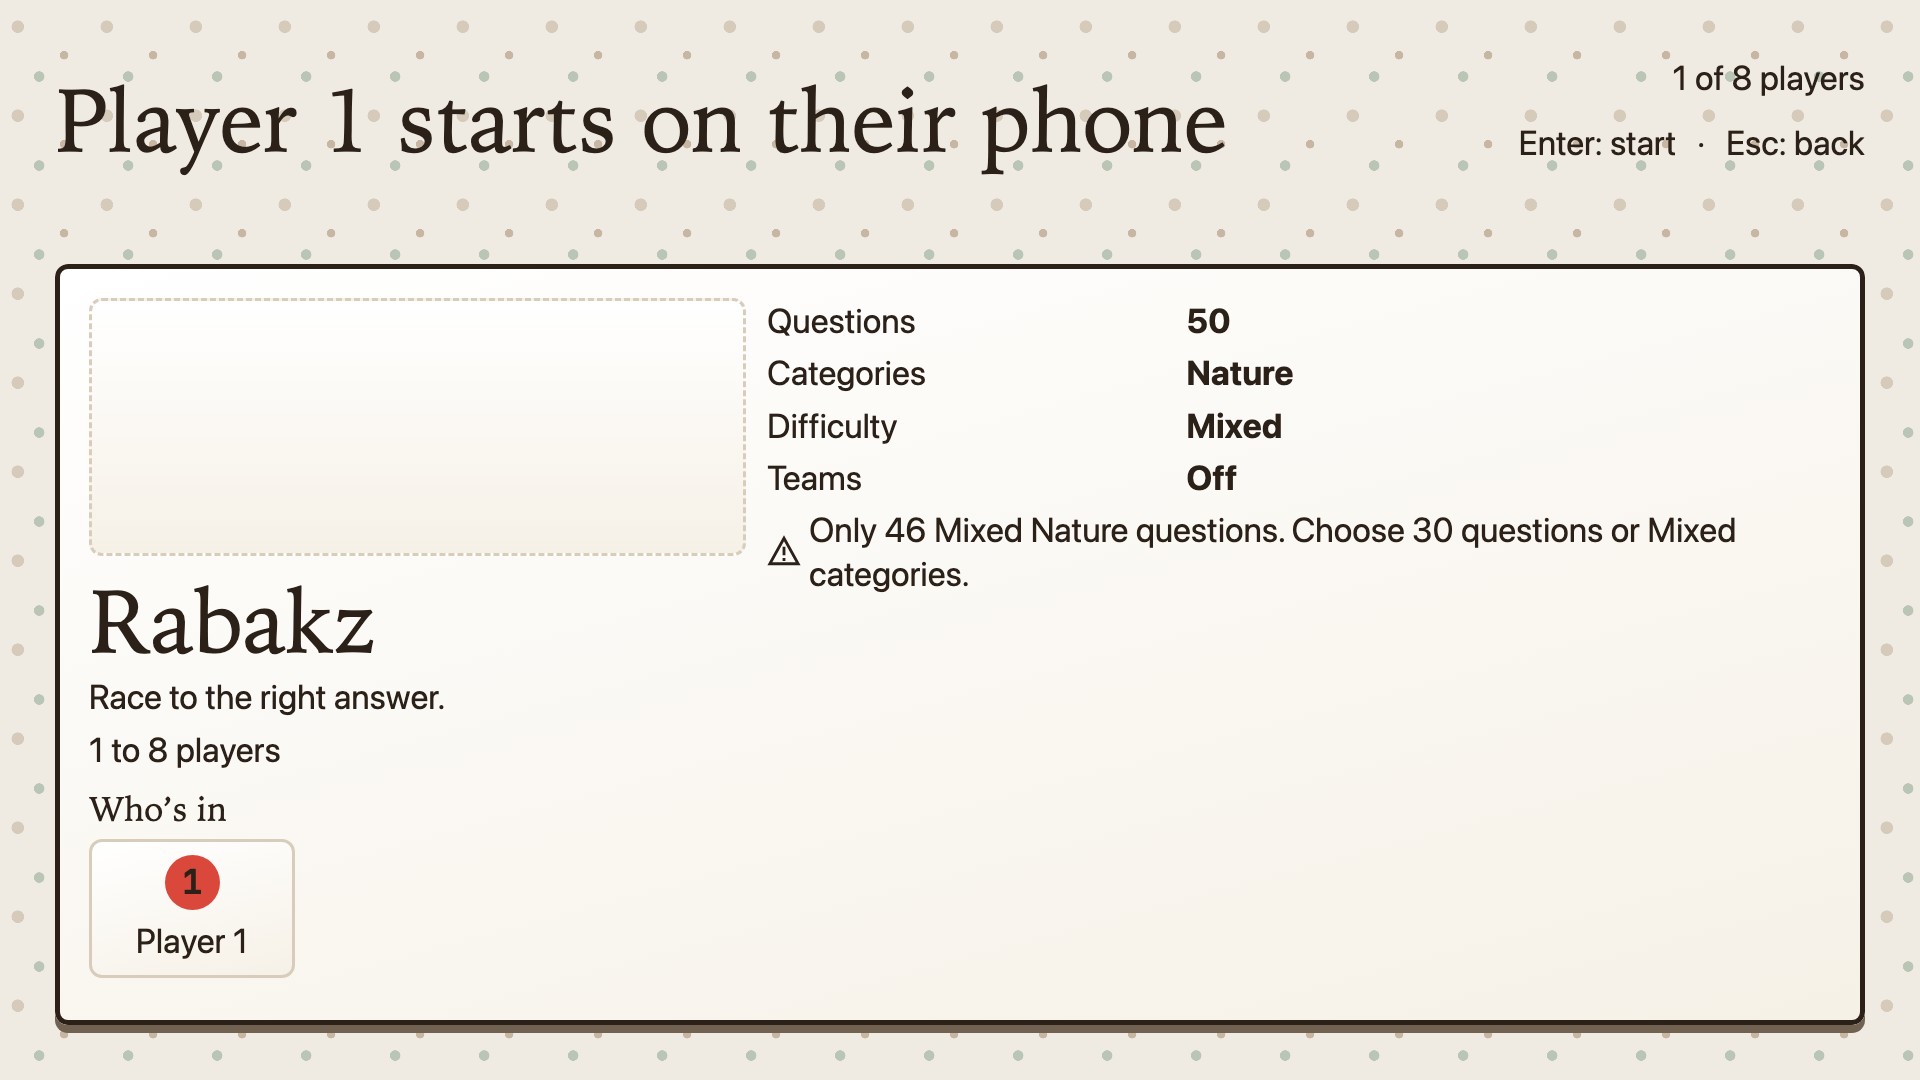 Player 1 starts on their phone
1 of 8 players
Enter: start · Esc: back
Questions 50
Categories Nature
Difficulty Mixed
Teams Off
Only 46 Mixed Nature questions. Choose 30 questions or Mixed
categories.
Rabakz
Race to the right answer.
1 to 8 players
Who’s in
1
Player 1